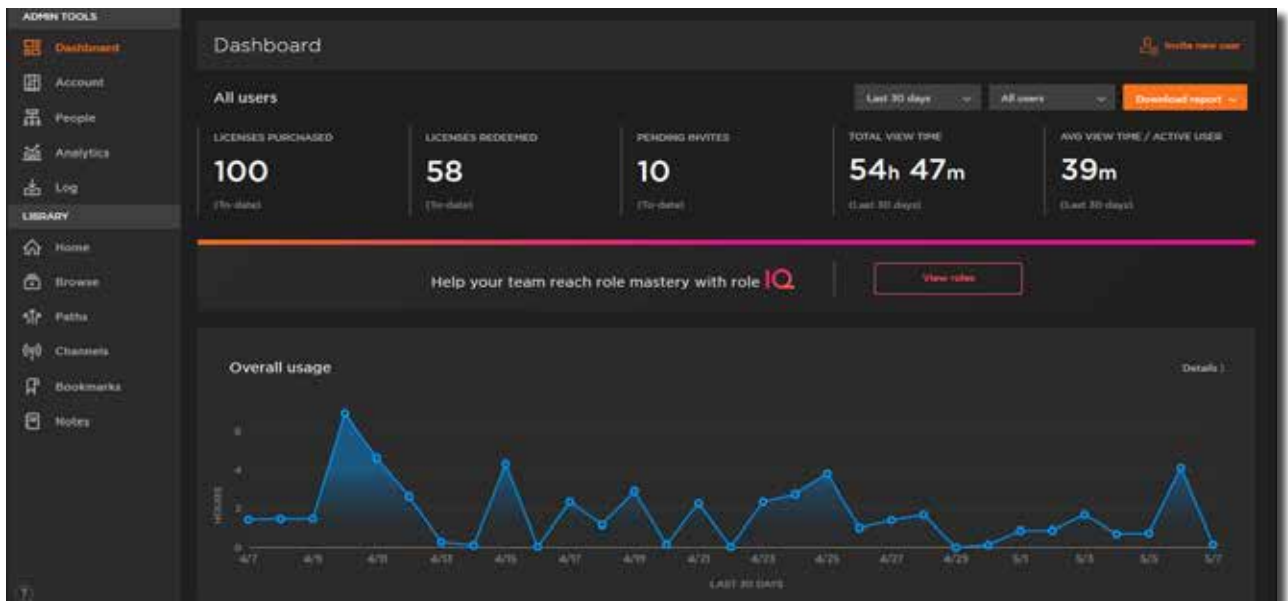 ADMIN TOOLS
Dashboard
Account
People
Analytics
Log
LIBRARY
Home
Browse
Paths
Channels
Bookmarks
Notes
?
Dashboard
Invite new user
All users
Last 30 days
All users
Download report
LICENSES PURCHASED
100
(To-date)
LICENSES REDEEMED
58
(To-date)
PENDING INVITES
10
(To-date)
TOTAL VIEW TIME
54h 47m
(Last 30 days)
AVG VIEW TIME / ACTIVE USER
39m
(Last 30 days)
Help your team reach role mastery with role IQ
View roles
Overall usage
Details
HOURS
6
4
2
0
4/7 4/9 4/11 4/13 4/15 4/17 4/19 4/21 4/23 4/25 4/27 4/29 5/1 5/3 5/5 5/7
LAST 30 DAYS